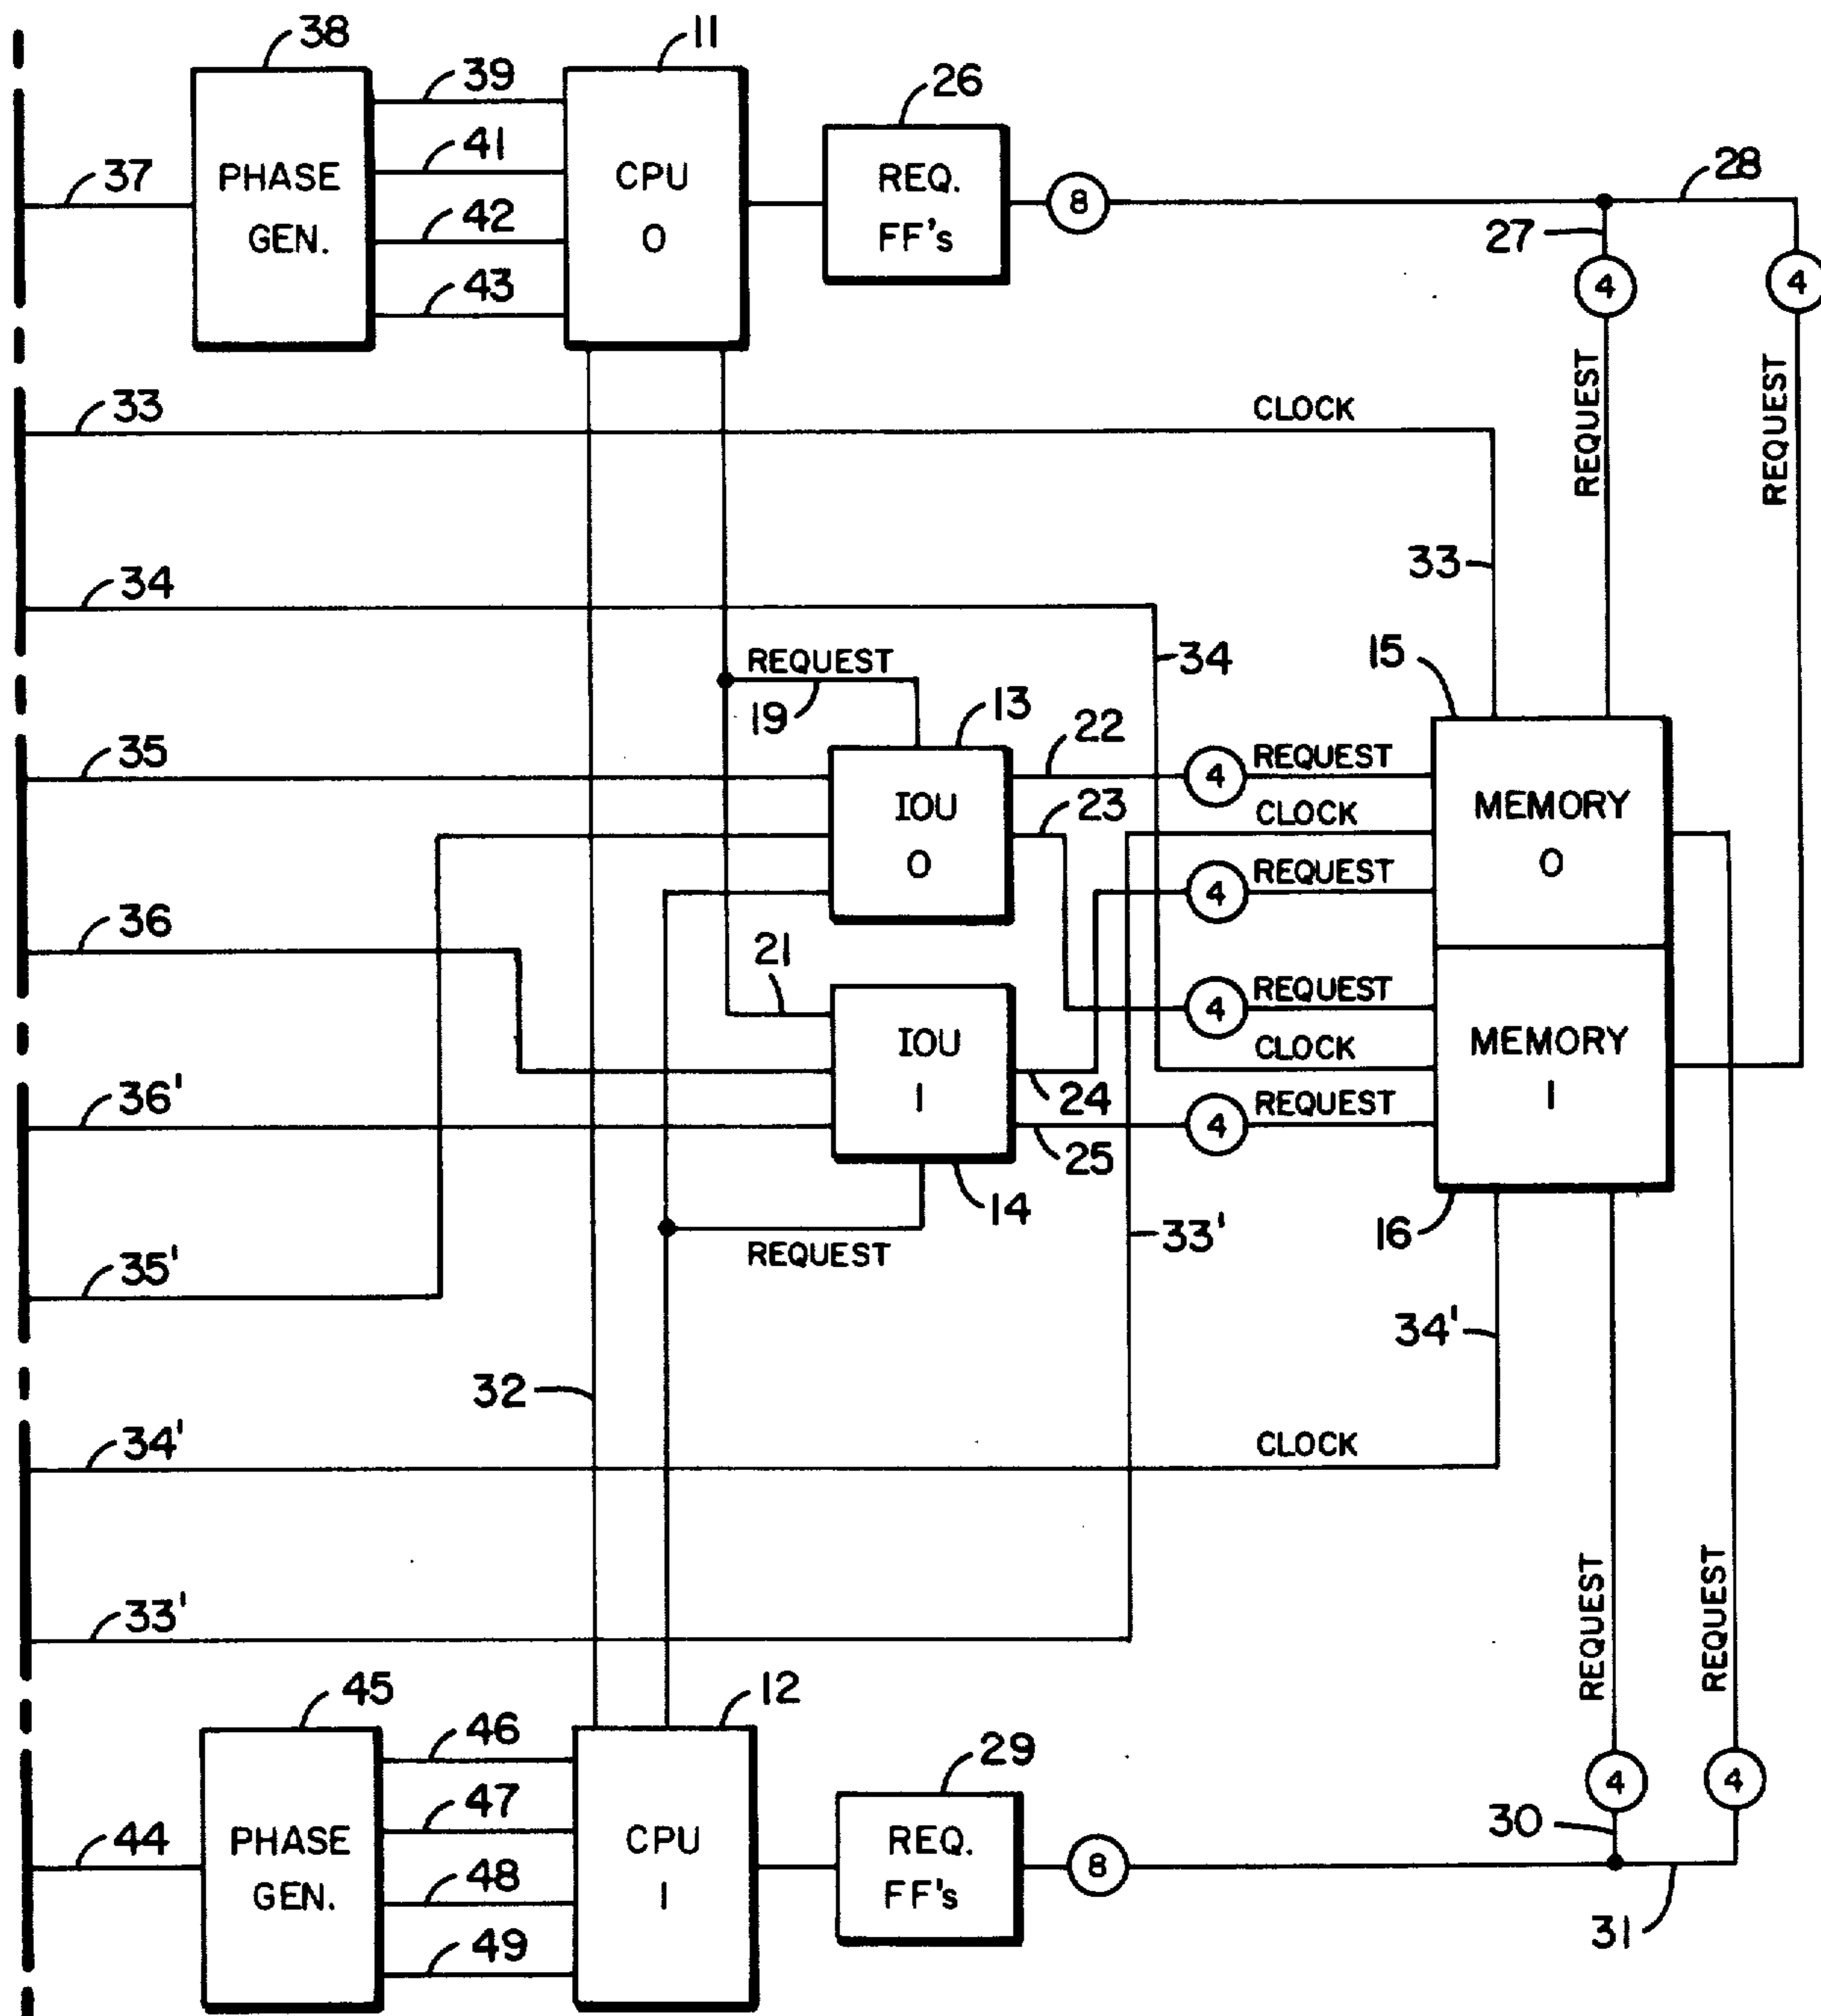 38
11
39
26
41
37
PHASE
GEN.
CPU
0
REQ.
FF's
8
28
42
27
43
4
4
REQUEST
REQUEST
33
CLOCK
33
34
34
15
REQUEST
19
13
22
35
4
REQUEST
IOU
0
23
CLOCK
MEMORY
0
4
REQUEST
36
21
4
REQUEST
IOU
1
CLOCK
MEMORY
1
24
36'
4
REQUEST
25
14
33'
16
REQUEST
35'
34'
32
34'
CLOCK
REQUEST
REQUEST
33'
45
12
46
29
4
4
47
30
44
PHASE
GEN.
CPU
1
REQ.
FF's
8
48
31
49